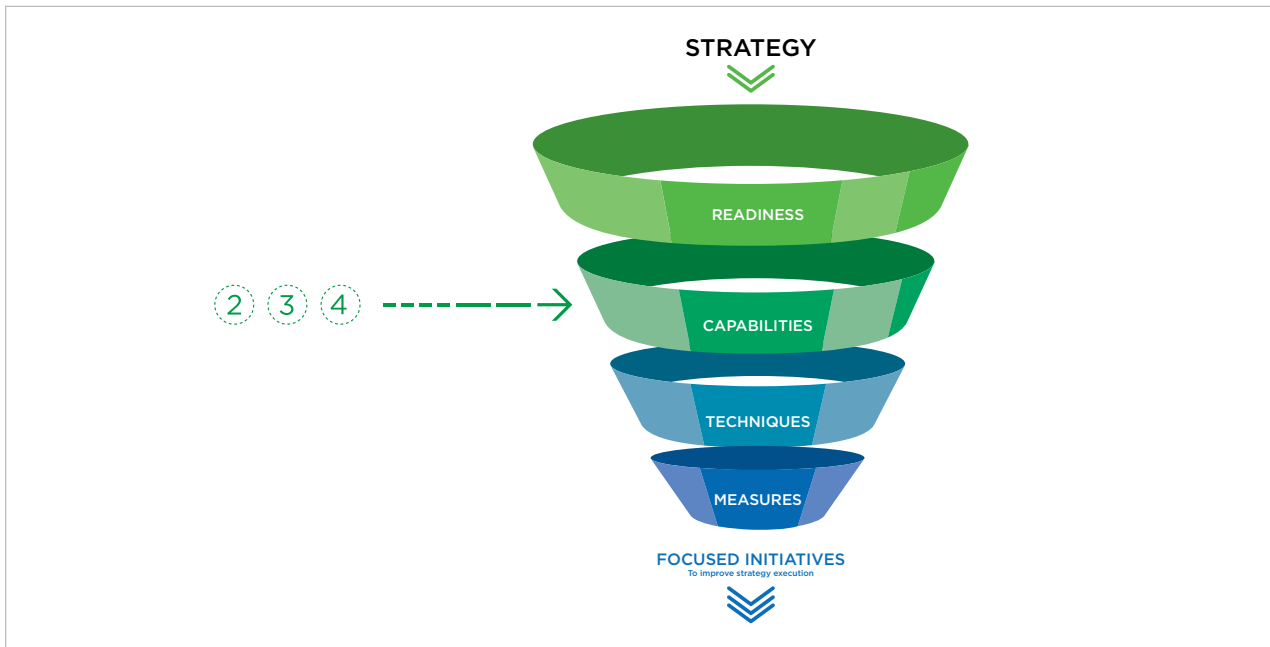 STRATEGY
READINESS
2 3 4
CAPABILITIES
TECHNIQUES
MEASURES
FOCUSED INITIATIVES
To improve strategy execution